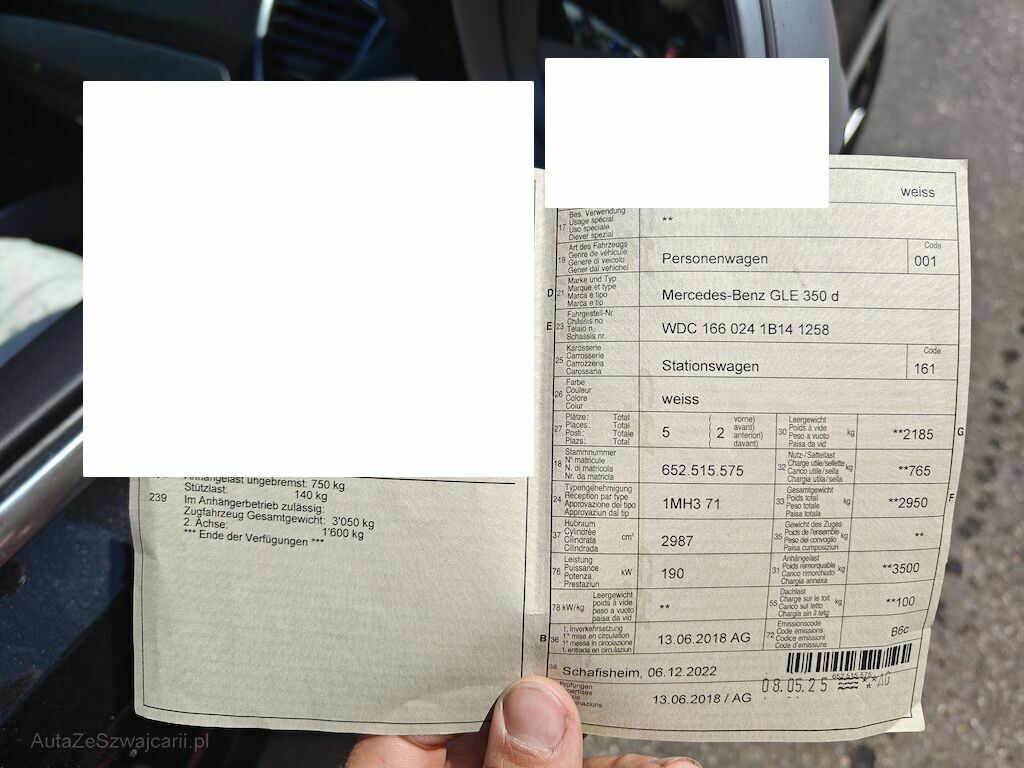 Anhängelast ungebremst: 750 kg
Stützlast: 140 kg
239 Im Anhängerbetrieb zulässig:
Zugfahrzeug Gesamtgewicht: 3'050 kg
2. Achse: 1'600 kg
*** Ende der Verfügungen ***
weiss
17 Bes. Verwendung
Usage spécial
Uso speciale
Diever spezial
**
19 Art des Fahrzeugs
Genre de véhicule
Genere di veicolo
Gener dal vehichel
Personenwagen
Code
001
D 21 Marke und Typ
Marque et type
Marca e tipo
Marca e tip
Mercedes-Benz GLE 350 d
E 23 Fahrgestell-Nr.
Châssis no
Telaio n.
Schassis nr.
WDC 166 024 1B14 1258
25 Karosserie
Carrosserie
Carrozzeria
Carossaria
Stationswagen
Code
161
26 Farbe
Couleur
Colore
Colur
weiss
27 Plätze: Total
Places: Total
Posti: Totale
Plazs: Total
5 ( 2 vorne)
avant)
anteriori)
davant)
30 Leergewicht
Poids à vide
Peso a vuoto
Paisa da vid
kg **2185 G
18 Stammnummer
N° matricule
N. di matricola
Nr. da matricla
652.515.575
32 Nutz-/Sattellast
Charge utile/sellette
Carico utile/sella
Chargia utila/sella
kg **765
24 Typengenehmigung
Réception par type
Approvazione del tipo
Approvaziun dal tip
1MH3 71
33 Gesamtgewicht
Poids total
Peso totale
Paisa totala
kg **2950 F
37 Hubraum
Cylindrée
Cilindrata
Cilindrada
cm³ 2987
35 Gewicht des Zuges
Poids de l'ensemble
Peso del convoglio
Paisa cumposiziun
kg **
76 Leistung
Puissance
Potenza
Prestaziun
kW 190
31 Anhängelast
Poids remorquable
Carico rimorchiato
Chargia annexa
kg **3500
78 kW/kg Leergewicht
poids à vide
peso a vuoto
paisa da vid
**
55 Dachlast
Charge sur le toit
Carico sul tetto
Chargia sin il tetg
kg **100
B 36 1. Inverkehrsetzung
1re mise en circulation
1a messa in circolazione
1. entrada en circulaziun
13.06.2018 AG
72 Emissionscode
Code émissions
Codice emissioni
Code d'emissiuns
B6c
38 Schafisheim, 06.12.2022
652.515.575
08.05.25 **AG
Prüfungen
13.06.2018 / AG
AutaZeSzwajcarii.pl